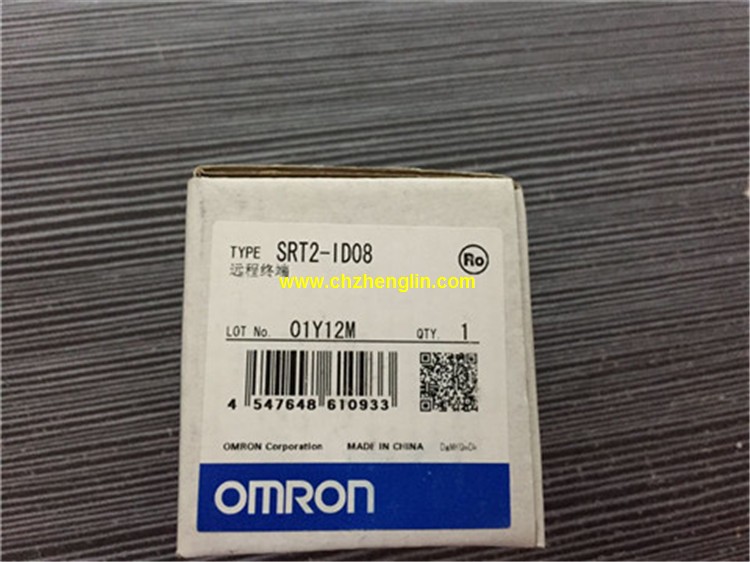 TYPE SRT2-ID08
远程终端
Ro
www.chzhenglin.com
LOT No. 01Y12M QTY. 1
4 547648 610933
OMRON Corporation MADE IN CHINA
OMRON